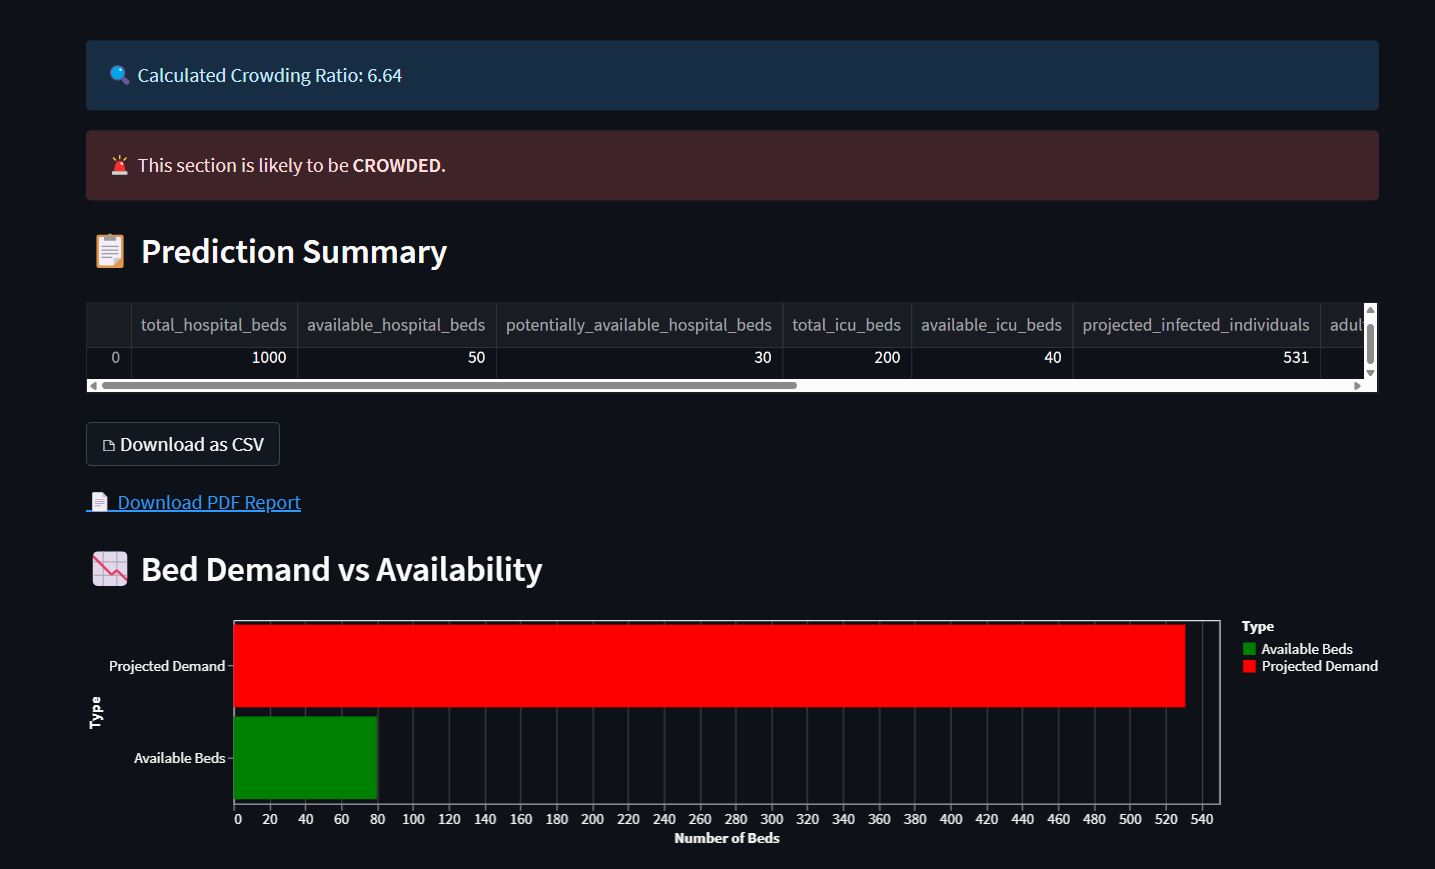 Calculated Crowding Ratio: 6.64
This section is likely to be CROWDED.
Prediction Summary
total_hospital_beds available_hospital_beds potentially_available_hospital_beds total_icu_beds available_icu_beds projected_infected_individuals adul
0 1000 50 30 200 40 531
Download as CSV
Download PDF Report
Bed Demand vs Availability
Type
Available Beds
Projected Demand
Projected Demand
Type
Available Beds
0 20 40 60 80 100 120 140 160 180 200 220 240 260 280 300 320 340 360 380 400 420 440 460 480 500 520 540
Number of Beds